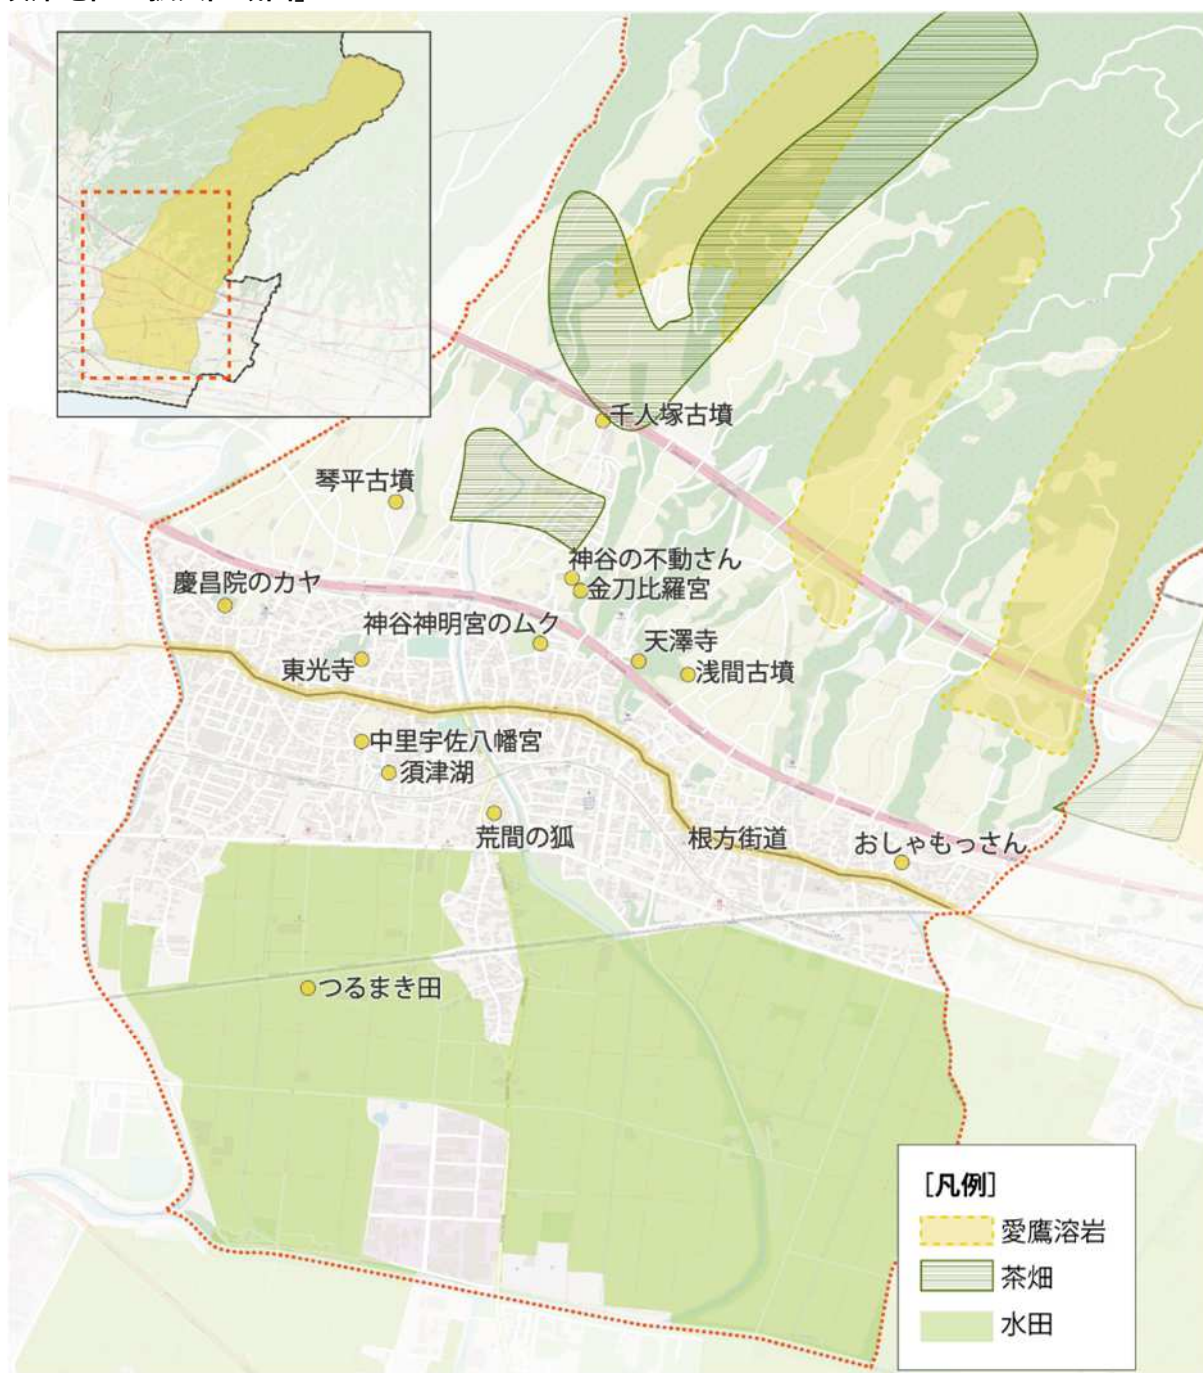 千人塚古墳
琴平古墳
神谷の不動さん
金刀比羅宮
慶昌院のカヤ
神谷神明宮のムク
天澤寺
東光寺
浅間古墳
中里宇佐八幡宮
須津湖
荒間の狐
根方街道
おしゃもっさん
つるまき田
[凡例]
愛鷹溶岩
茶畑
水田